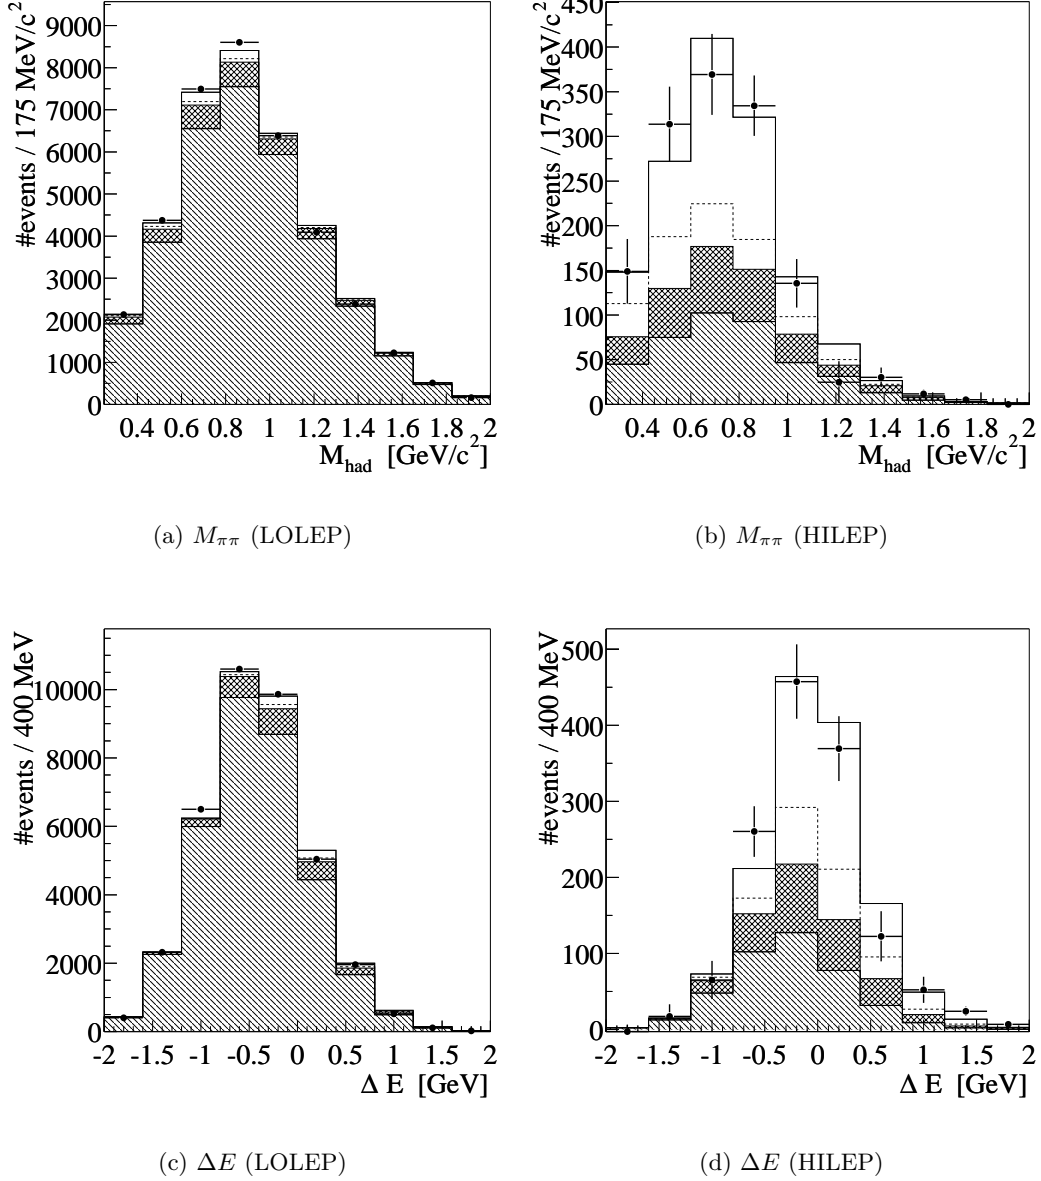 #events / 175 MeV/c²
9000
8000
7000
6000
5000
4000
3000
2000
1000
0
0.4 0.6 0.8 1 1.2 1.4 1.6 1.8 2
M_had [GeV/c²]
(a) M_ππ (LOLEP)
#events / 175 MeV/c²
450
400
350
300
250
200
150
100
50
0
0.4 0.6 0.8 1 1.2 1.4 1.6 1.8 2
M_had [GeV/c²]
(b) M_ππ (HILEP)
#events / 400 MeV
10000
8000
6000
4000
2000
0
-2 -1.5 -1 -0.5 0 0.5 1 1.5 2
Δ E [GeV]
(c) ΔE (LOLEP)
#events / 400 MeV
500
400
300
200
100
0
-2 -1.5 -1 -0.5 0 0.5 1 1.5 2
Δ E [GeV]
(d) ΔE (HILEP)